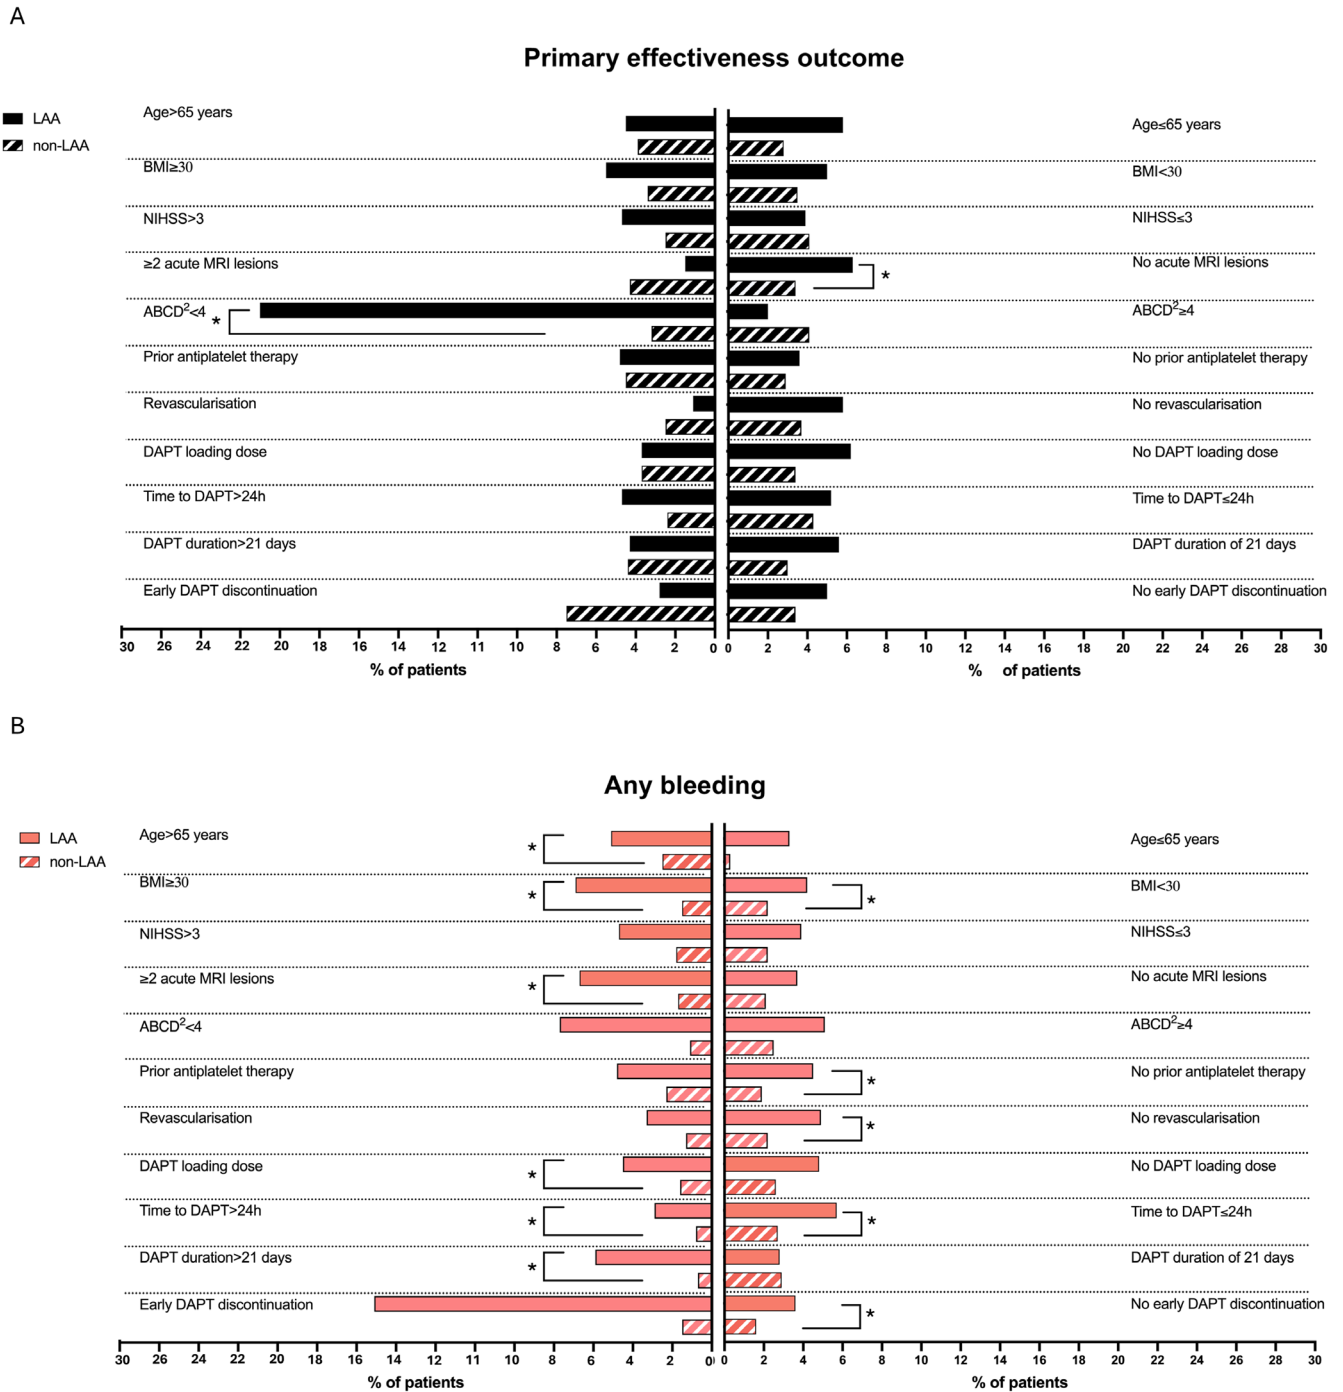 A
Primary effectiveness outcome
LAA
non-LAA
Age>65 years
Age≤65 years
BMI≥30
BMI<30
NIHSS>3
NIHSS≤3
≥2 acute MRI lesions
No acute MRI lesions
*
ABCD²<4
*
ABCD²≥4
Prior antiplatelet therapy
No prior antiplatelet therapy
Revascularisation
No revascularisation
DAPT loading dose
No DAPT loading dose
Time to DAPT>24h
Time to DAPT≤24h
DAPT duration>21 days
DAPT duration of 21 days
Early DAPT discontinuation
No early DAPT discontinuation
30 26 24 22 20 18 16 14 12 10 8 6 4 2 0 0 2 4 6 8 10 12 14 16 18 20 22 24 26 28 30
% of patients
% of patients
B
Any bleeding
LAA
non-LAA
Age>65 years
*
Age≤65 years
BMI≥30
*
BMI<30
*
NIHSS>3
NIHSS≤3
≥2 acute MRI lesions
*
No acute MRI lesions
ABCD²<4
ABCD²≥4
Prior antiplatelet therapy
No prior antiplatelet therapy
*
Revascularisation
No revascularisation
*
DAPT loading dose
*
No DAPT loading dose
Time to DAPT>24h
*
Time to DAPT≤24h
*
DAPT duration>21 days
*
DAPT duration of 21 days
Early DAPT discontinuation
No early DAPT discontinuation
*
30 28 24 22 20 18 16 14 12 10 8 6 4 2 0 0 2 4 6 8 10 12 14 16 18 20 22 24 26 28 30
% of patients
% of patients